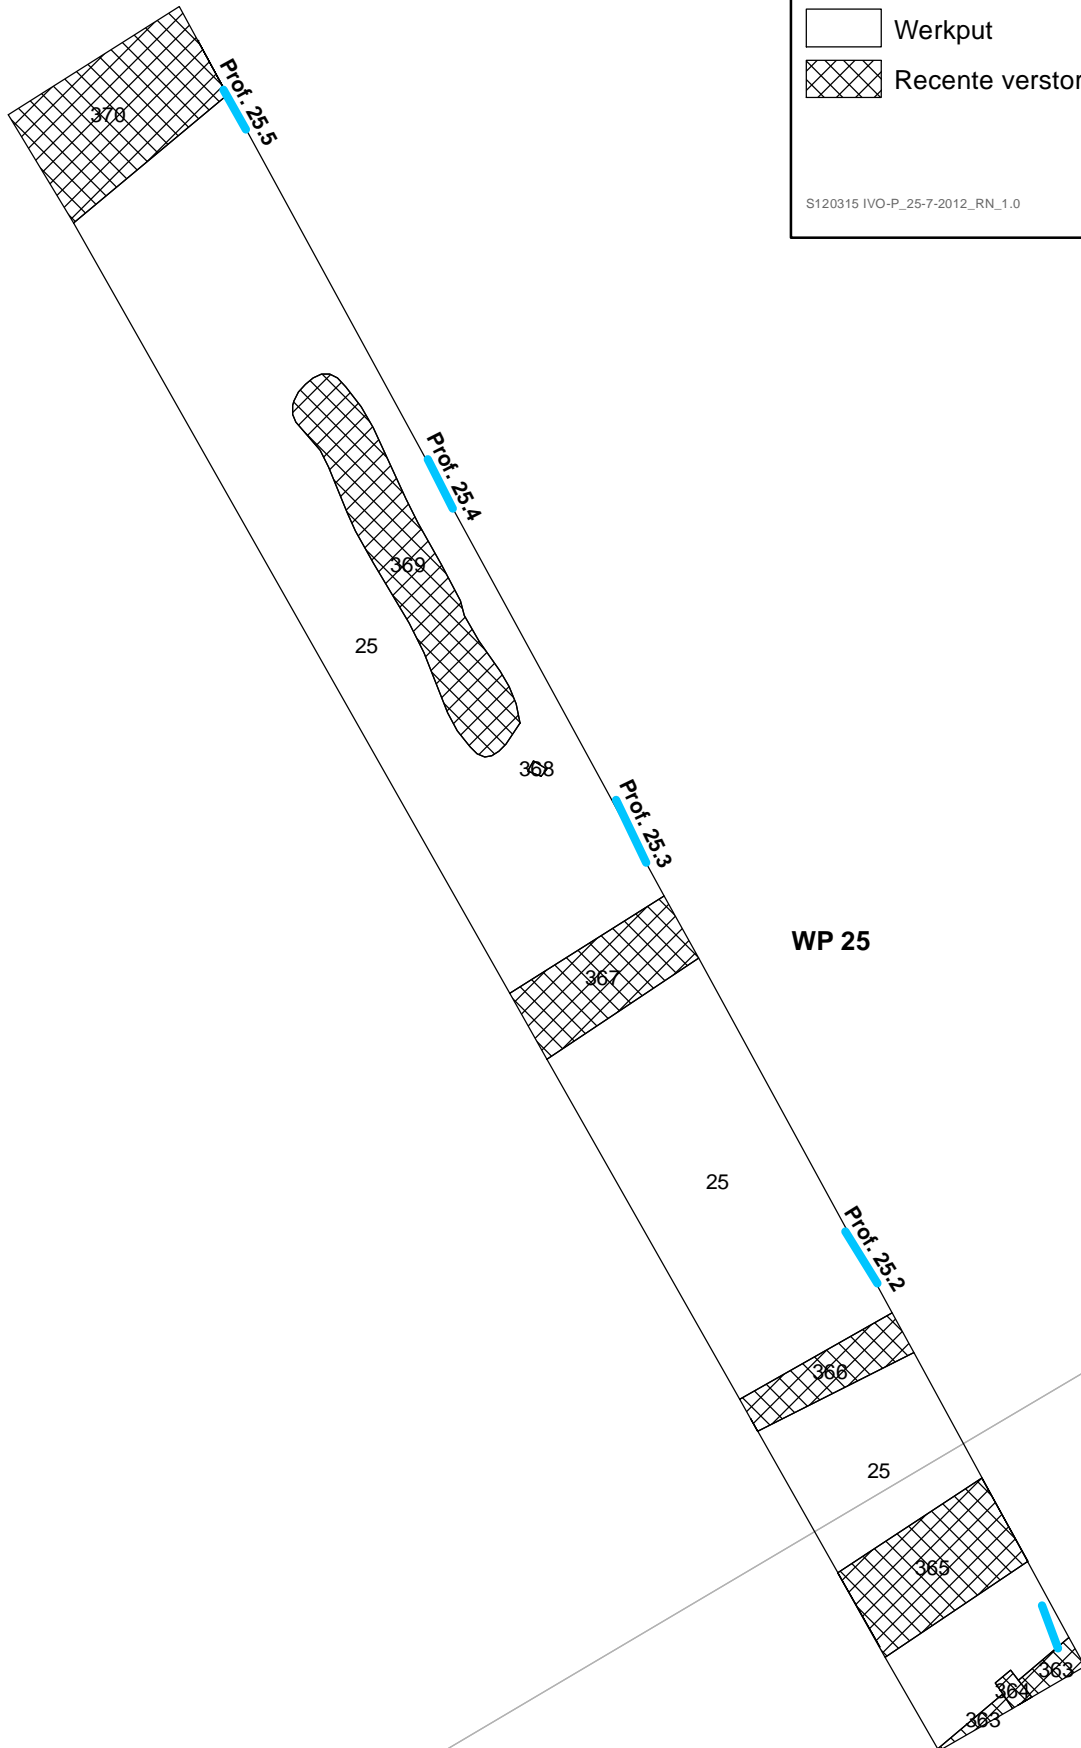 Werkput
Recente verstor
S120315 IVO-P_25-7-2012_RN_1.0
Prof. 25.5
370
Prof. 25.4
369
25
368
Prof. 25.3
WP 25
367
25
Prof. 25.2
366
25
365
363
364
363